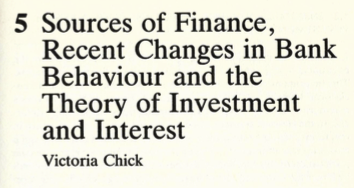 5 Sources of Finance,
Recent Changes in Bank
Behaviour and the
Theory of Investment
and Interest
Victoria Chick